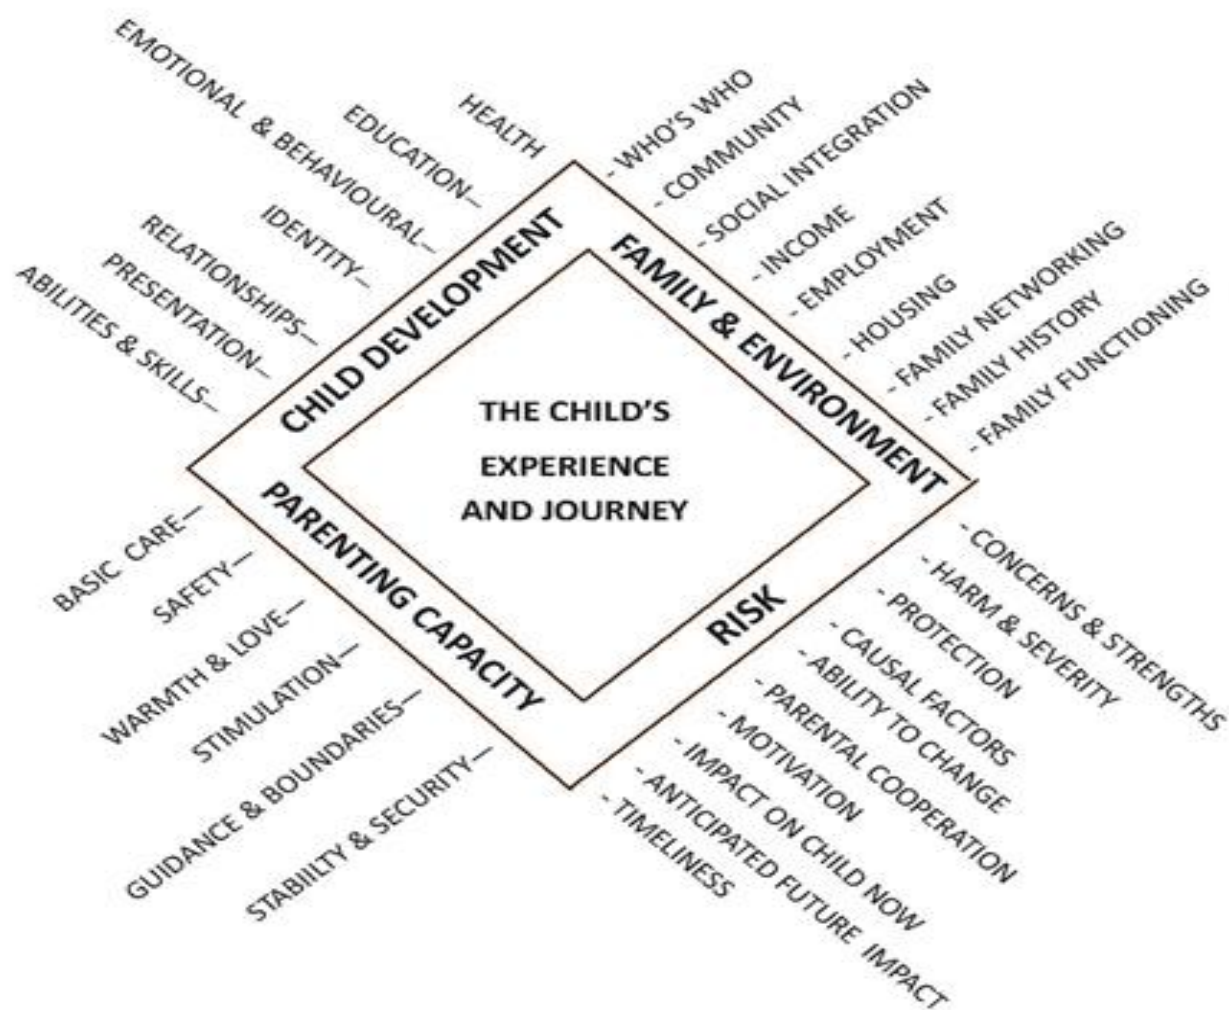 HEALTH
EDUCATION—
EMOTIONAL & BEHAVIOURAL—
IDENTITY—
RELATIONSHIPS—
PRESENTATION—
ABILITIES & SKILLS—
CHILD DEVELOPMENT
- WHO'S WHO
- COMMUNITY
- SOCIAL INTEGRATION
- INCOME
- EMPLOYMENT
- HOUSING
- FAMILY NETWORKING
- FAMILY HISTORY
- FAMILY FUNCTIONING
FAMILY & ENVIRONMENT
THE CHILD'S
EXPERIENCE
AND JOURNEY
PARENTING CAPACITY
BASIC CARE—
SAFETY—
WARMTH & LOVE—
STIMULATION—
GUIDANCE & BOUNDARIES—
STABIILTY & SECURITY—
RISK
- CONCERNS & STRENGTHS
- HARM & SEVERITY
- PROTECTION
- CAUSAL FACTORS
- ABILITY TO CHANGE
- PARENTAL COOPERATION
- MOTIVATION
- IMPACT ON CHILD NOW
- ANTICIPATED FUTURE IMPACT
- TIMELINESS